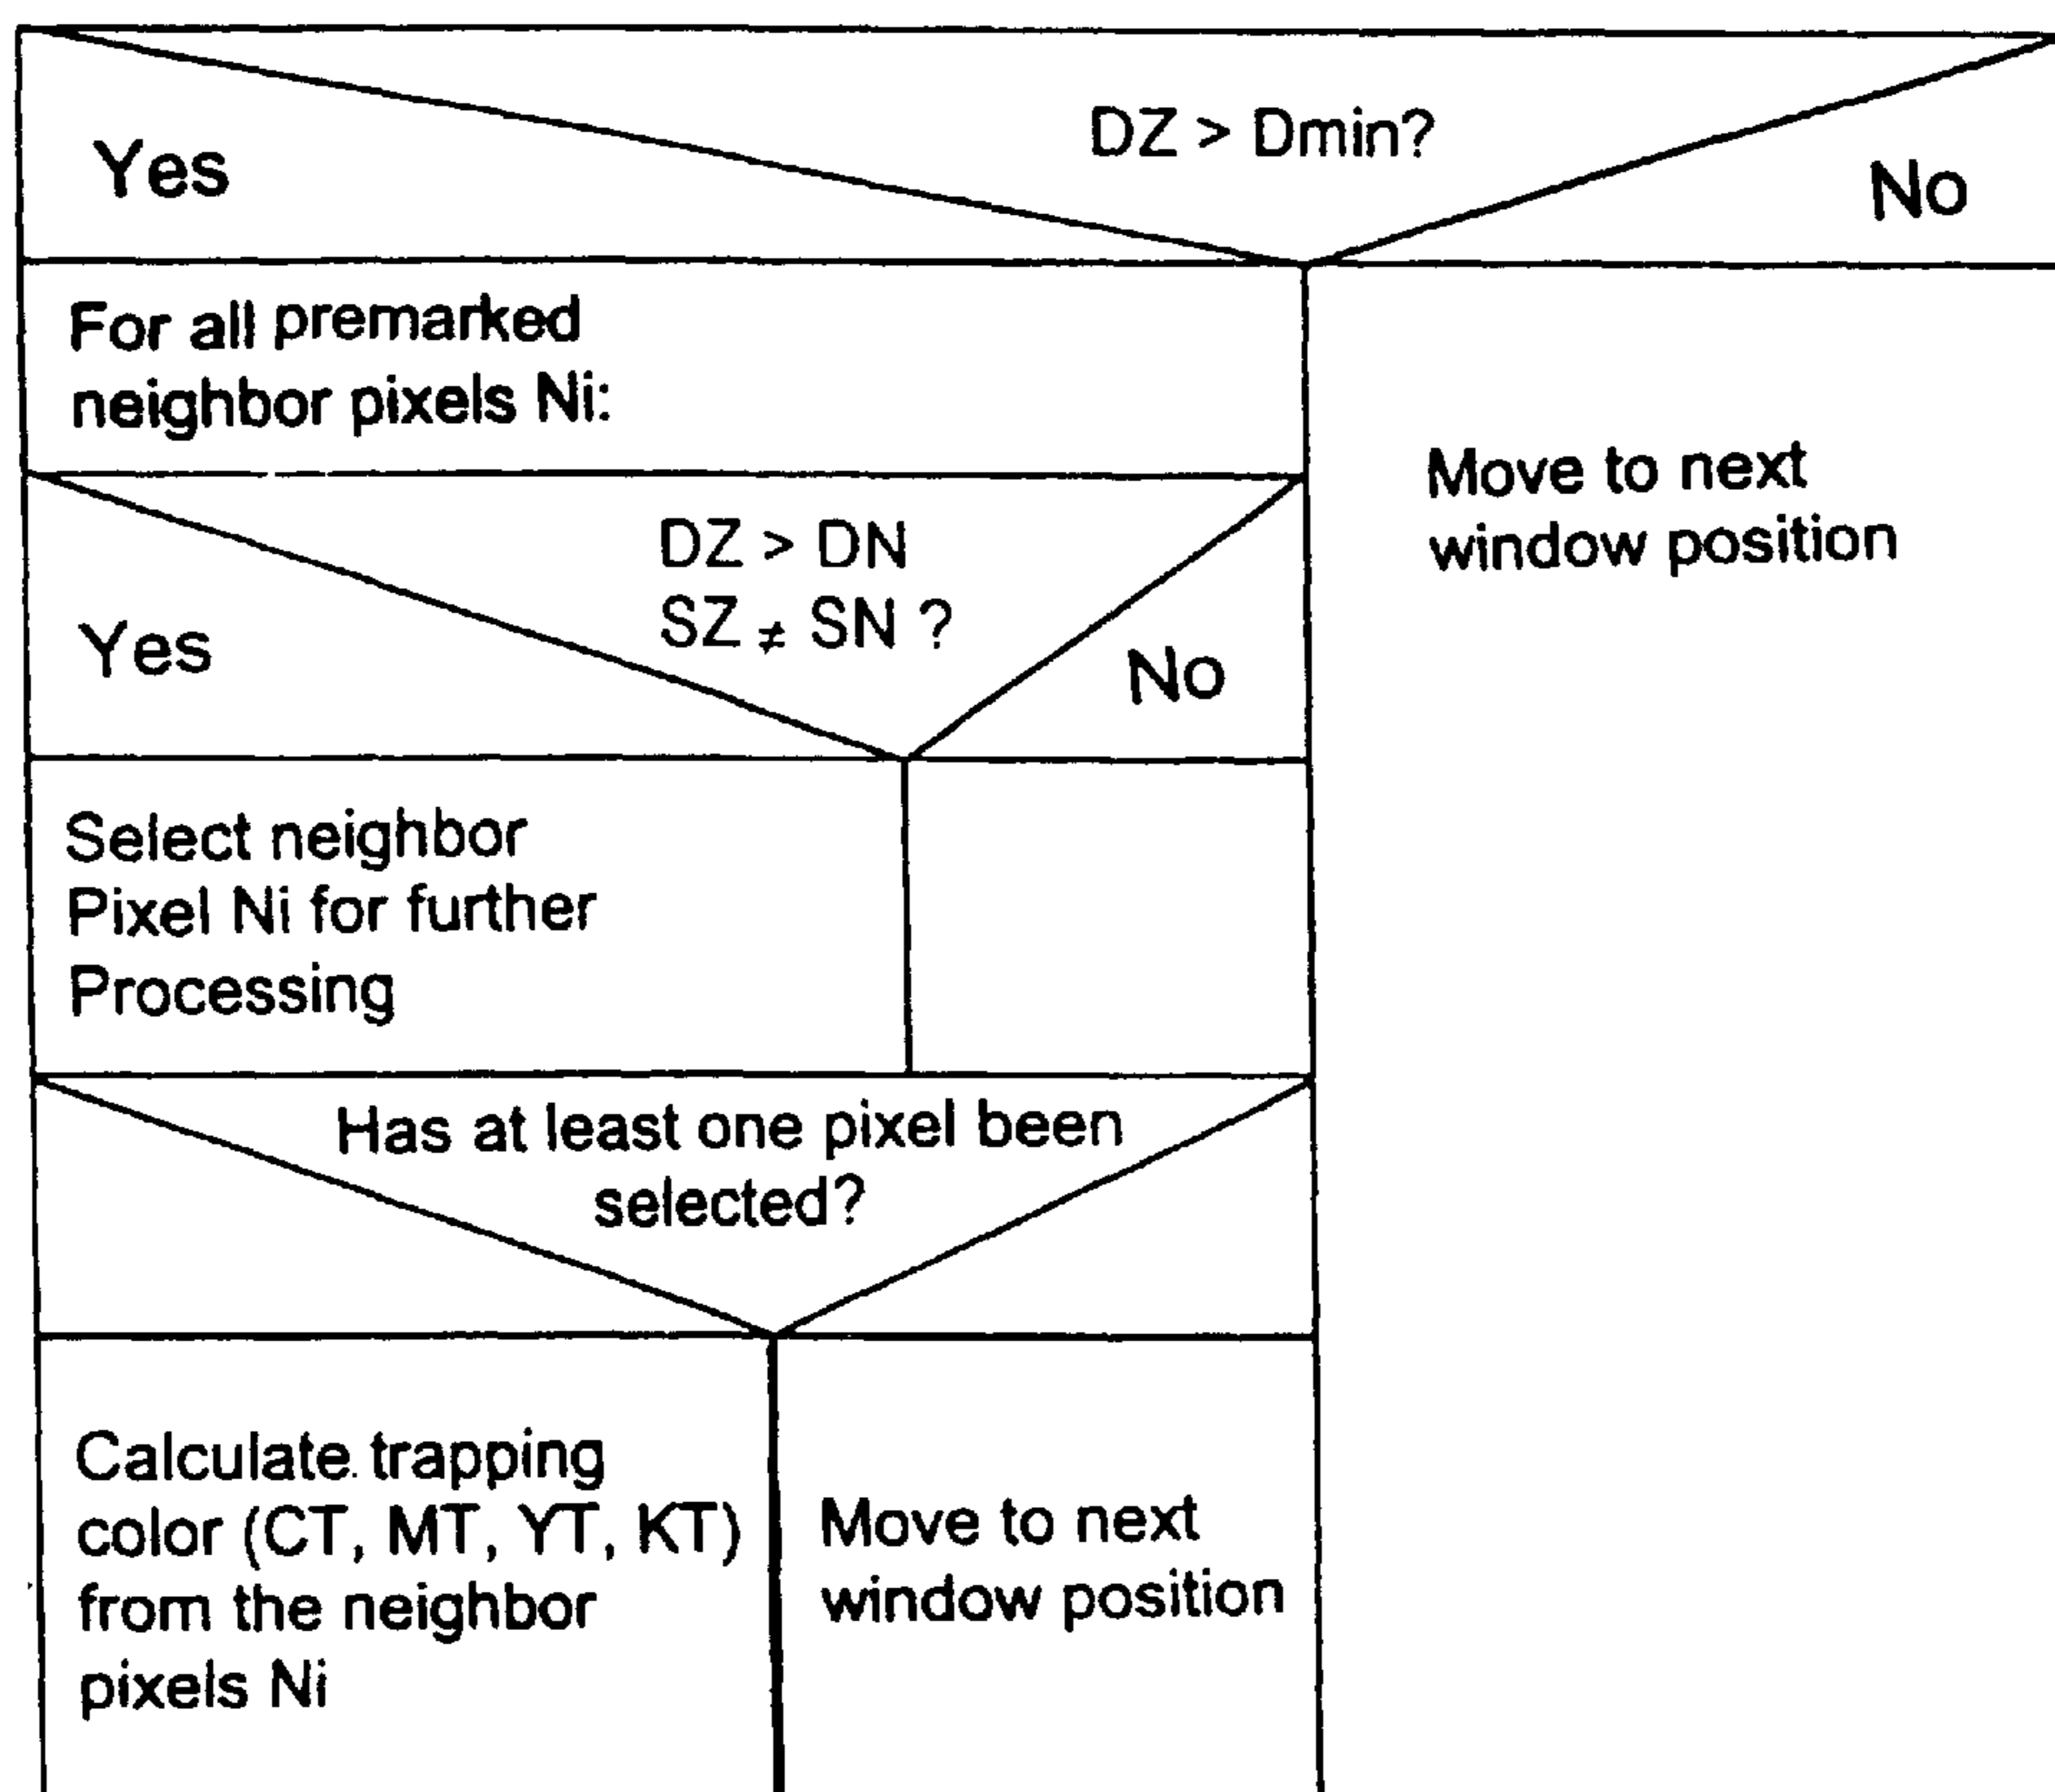 DZ > Dmin?
Yes
No
For all premarked
neighbor pixels Ni:
Move to next
window position
DZ > DN
SZ ≠ SN ?
Yes
No
Select neighbor
Pixel Ni for further
Processing
Has at least one pixel been
selected?
Calculate trapping
color (CT, MT, YT, KT)
from the neighbor
pixels Ni
Move to next
window position